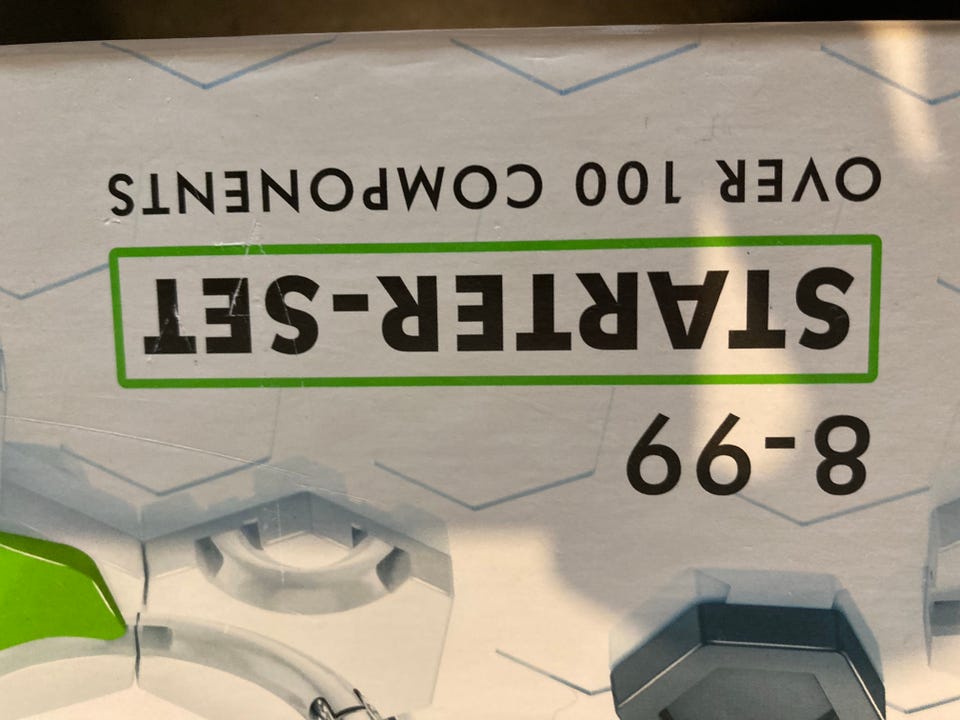 8-99
STARTER-SET
OVER 100 COMPONENTS